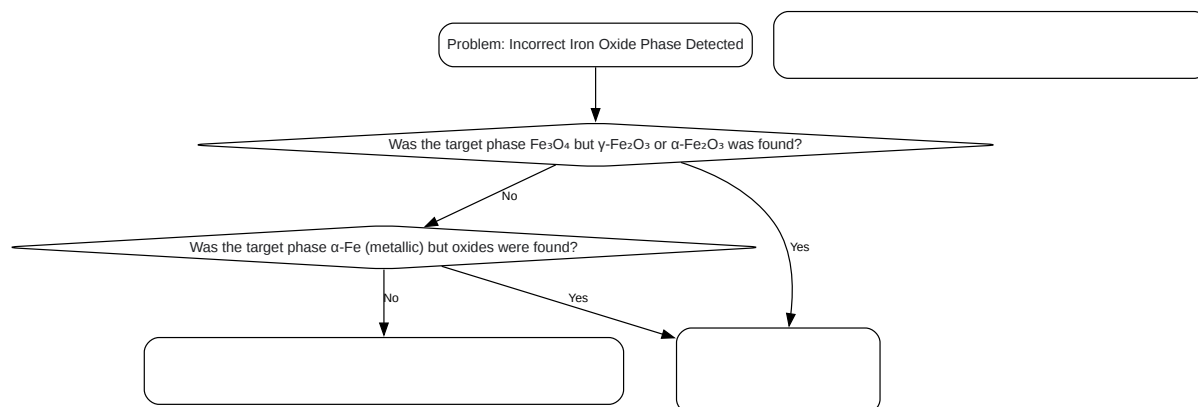 Problem: Incorrect Iron Oxide Phase Detected
Was the target phase Fe₃O₄ but γ-Fe₂O₃ or α-Fe₂O₃ was found?
No
Yes
Was the target phase α-Fe (metallic) but oxides were found?
No
Yes